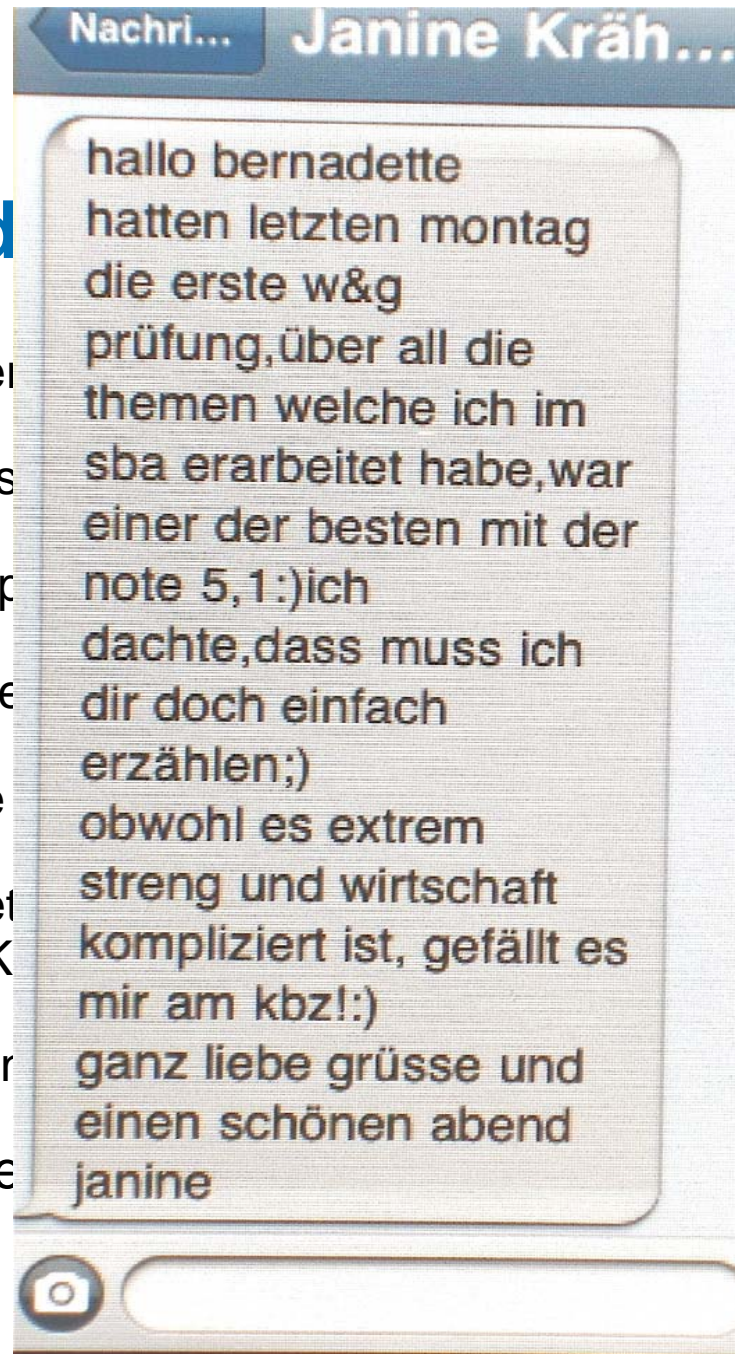 Nachri... Janine Kräh...
hallo bernadette
hatten letzten montag
die erste w&g
prüfung,über all die
themen welche ich im
sba erarbeitet habe,war
einer der besten mit der
note 5,1:)ich
dachte,dass muss ich
dir doch einfach
erzählen;)
obwohl es extrem
streng und wirtschaft
kompliziert ist, gefällt es
mir am kbz!:)
ganz liebe grüsse und
einen schönen abend
janine